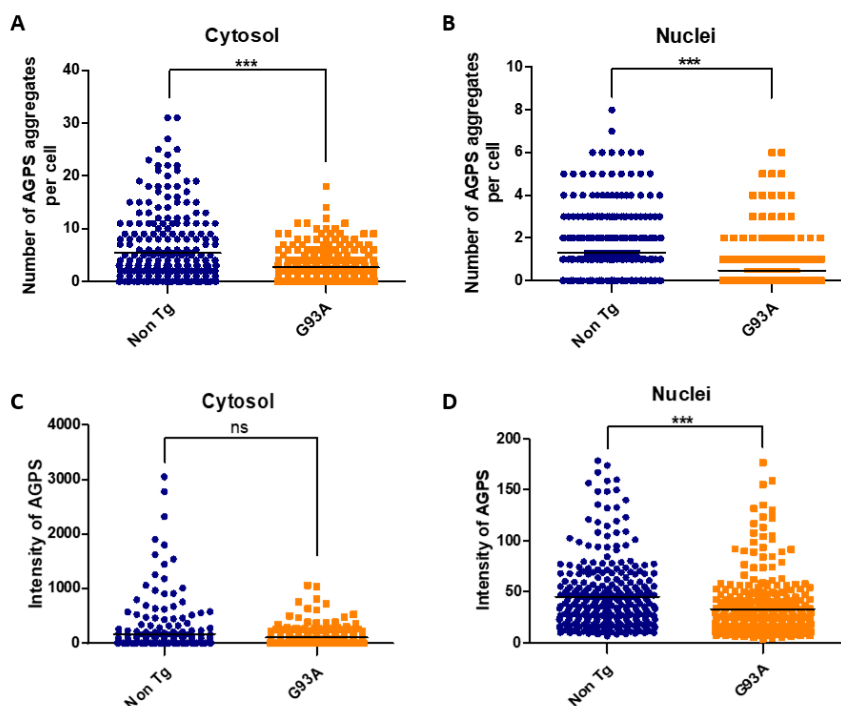 A
Cytosol
Number of AGPS aggregates
per cell
40
30
20
10
0
***
Non Tg
G93A
B
Nuclei
Number of AGPS aggregates
per cell
10
8
6
4
2
0
***
Non Tg
G93A
C
Cytosol
Intensity of AGPS
4000
3000
2000
1000
0
ns
Non Tg
G93A
D
Nuclei
Intensity of AGPS
200
150
100
50
0
***
Non Tg
G93A